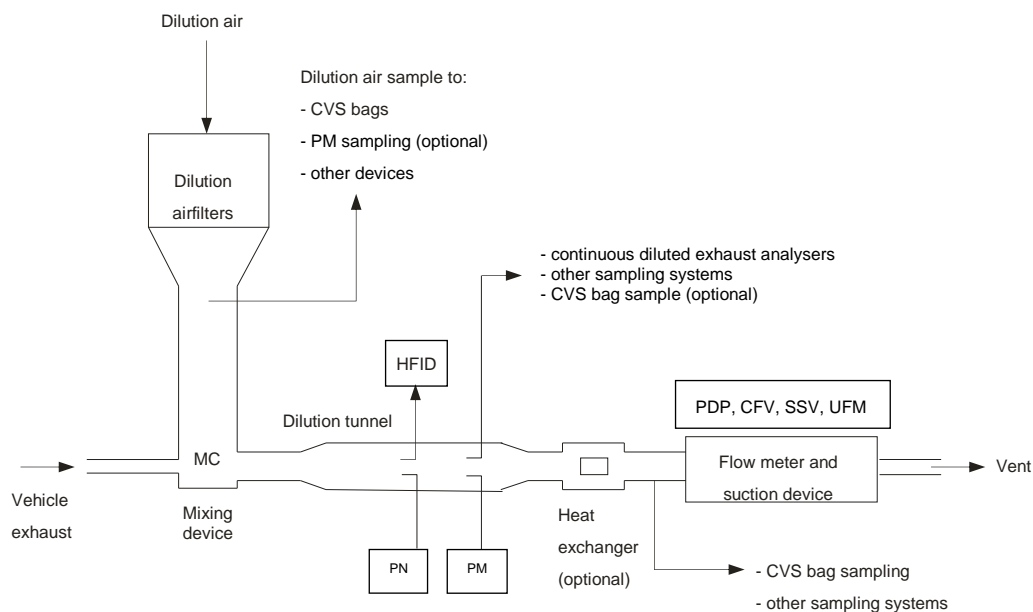 Dilution air
Dilution air sample to:
- CVS bags
- PM sampling (optional)
- other devices
Dilution
airfilters
- continuous diluted exhaust analysers
- other sampling systems
- CVS bag sample (optional)
HFID
PDP, CFV, SSV, UFM
Dilution tunnel
MC
Flow meter and
suction device
Vent
Vehicle
exhaust
Mixing
device
Heat
exchanger
(optional)
PN
PM
- CVS bag sampling
- other sampling systems